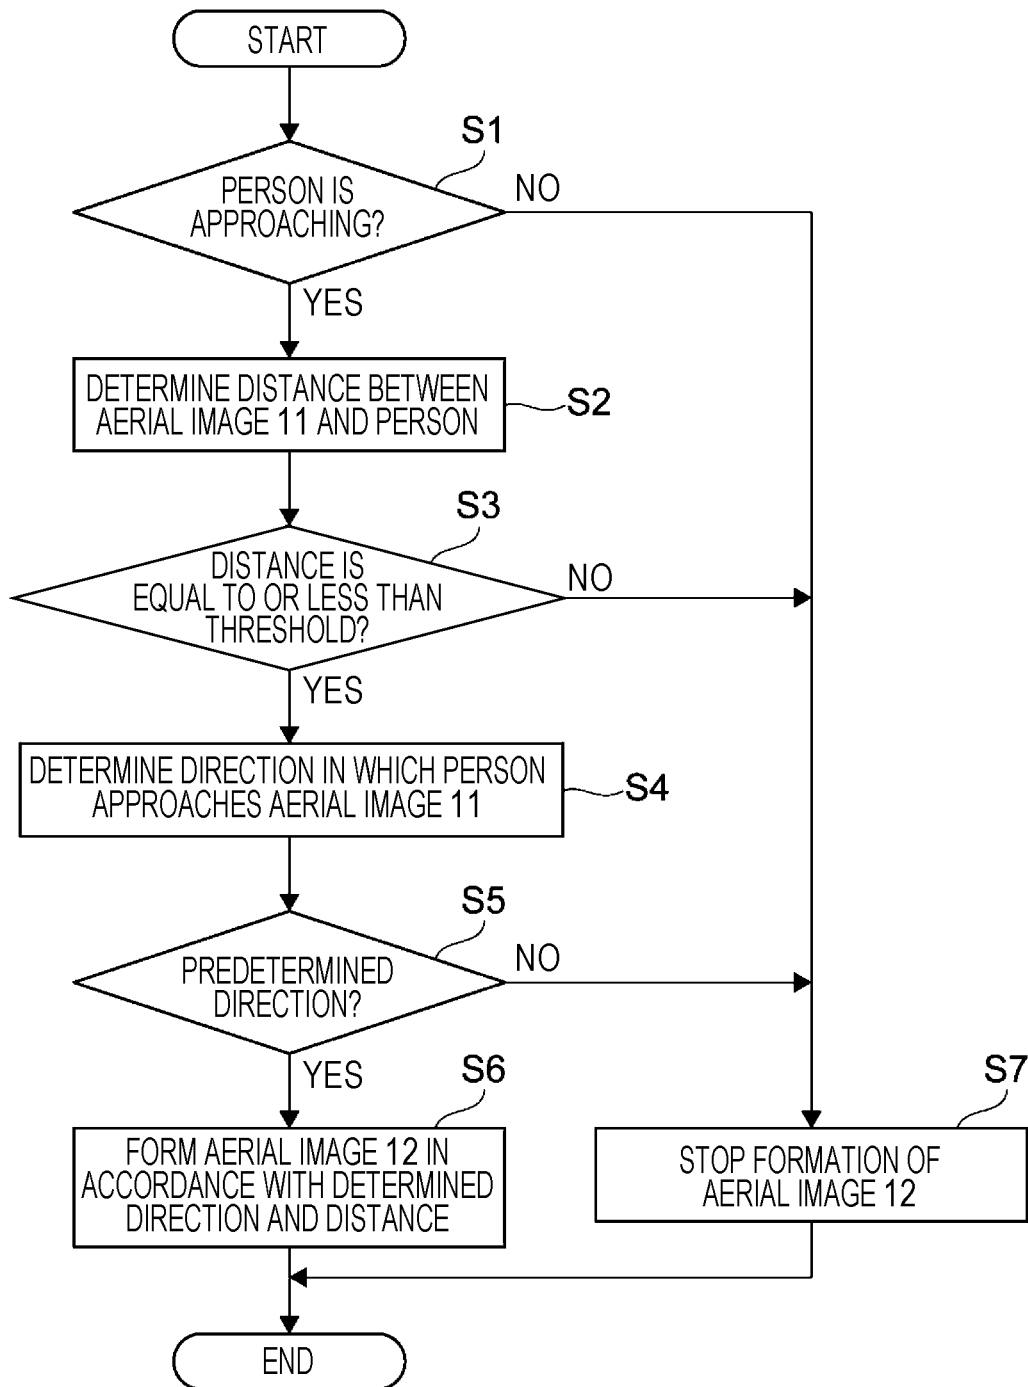 START
S1
PERSON IS
APPROACHING?
NO
YES
DETERMINE DISTANCE BETWEEN
AERIAL IMAGE 11 AND PERSON
S2
S3
DISTANCE IS
EQUAL TO OR LESS THAN
THRESHOLD?
NO
YES
DETERMINE DIRECTION IN WHICH PERSON
APPROACHES AERIAL IMAGE 11
S4
S5
PREDETERMINED
DIRECTION?
NO
YES
S6
FORM AERIAL IMAGE 12 IN
ACCORDANCE WITH DETERMINED
DIRECTION AND DISTANCE
S7
STOP FORMATION OF
AERIAL IMAGE 12
END